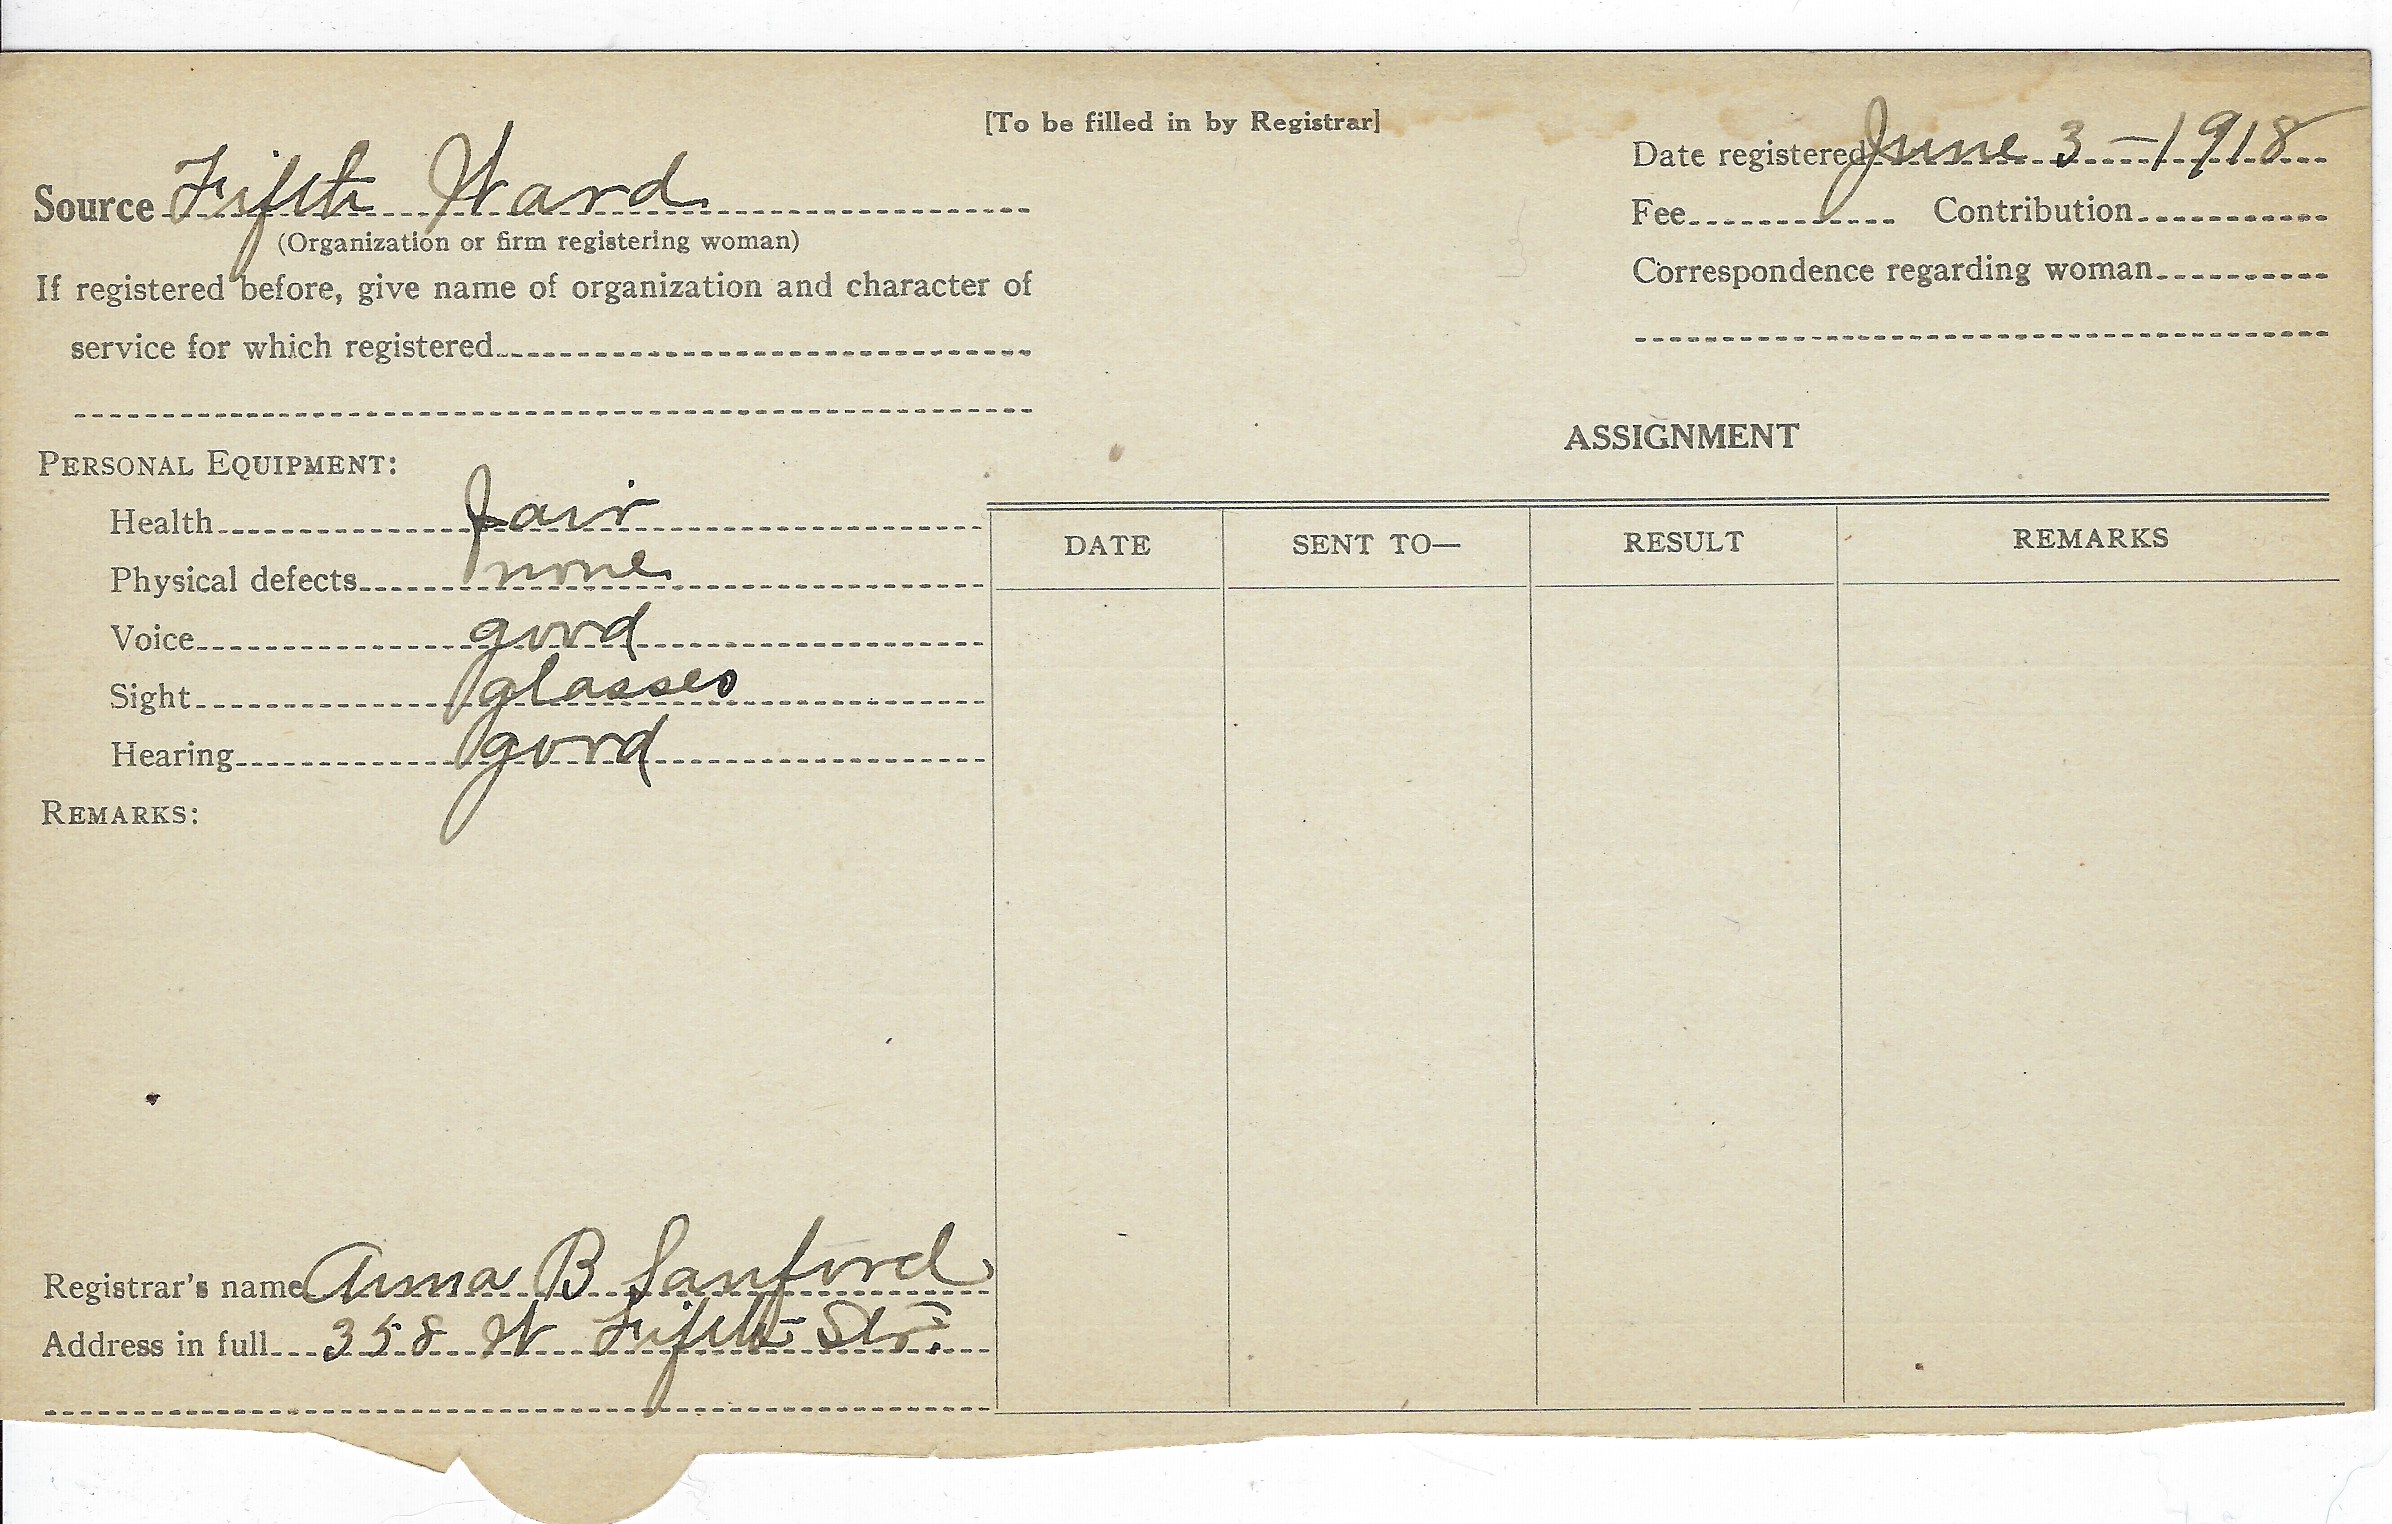 [To be filled in by Registrar]
Source Fifth Ward
(Organization or firm registering woman)
If registered before, give name of organization and character of
service for which registered
Date registered June 3 - 1918
Fee Contribution
Correspondence regarding woman
PERSONAL EQUIPMENT:
Health fair
Physical defects none
Voice good
Sight glasses
Hearing good
REMARKS:
Registrar's name Anna B Sanford
Address in full 358 W Fifth Str.
ASSIGNMENT
DATE SENT TO— RESULT REMARKS